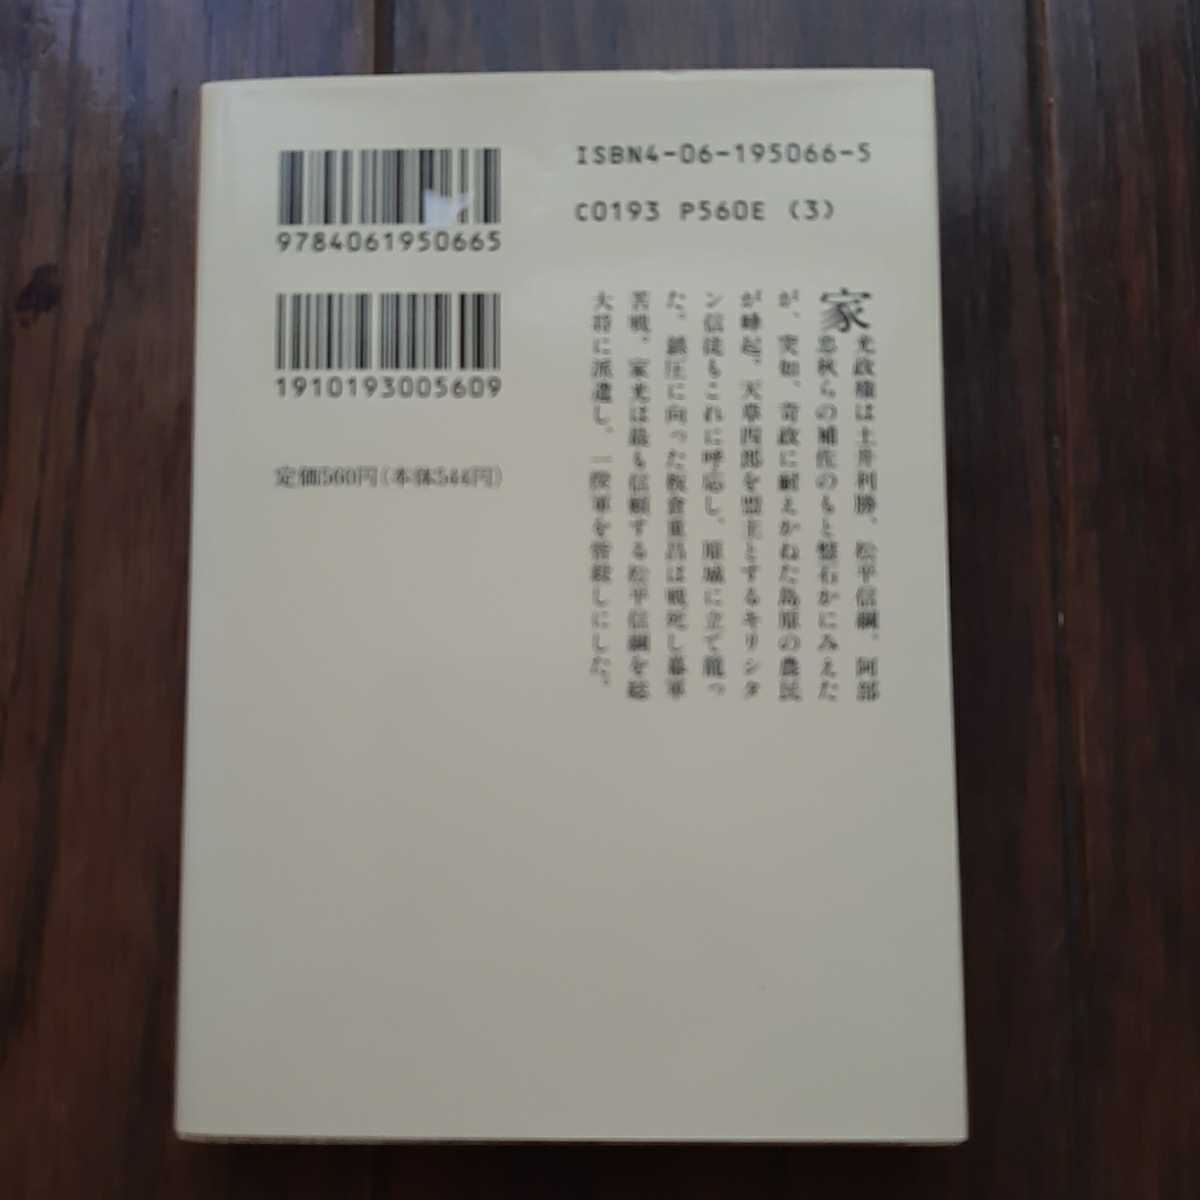 9784061950665
ISBN4-06-195066-5
C0193 P560E (3)
1910193005609
定価560円(本体544円)
家光政権は土井利勝、松平信綱、阿部
忠秋らの補佐のもと盤石かにみえた
が、突如、苛政に耐えかねた島原の農民
が蜂起。天草四郎を盟主とするキリシタ
ン信徒もこれに呼応し、原城に立て籠っ
た。鎮圧に向った板倉重昌は戦死し幕軍
苦戦。家光は最も信頼する松平信綱を総
大将に派遣し、一揆軍を皆殺しにした。